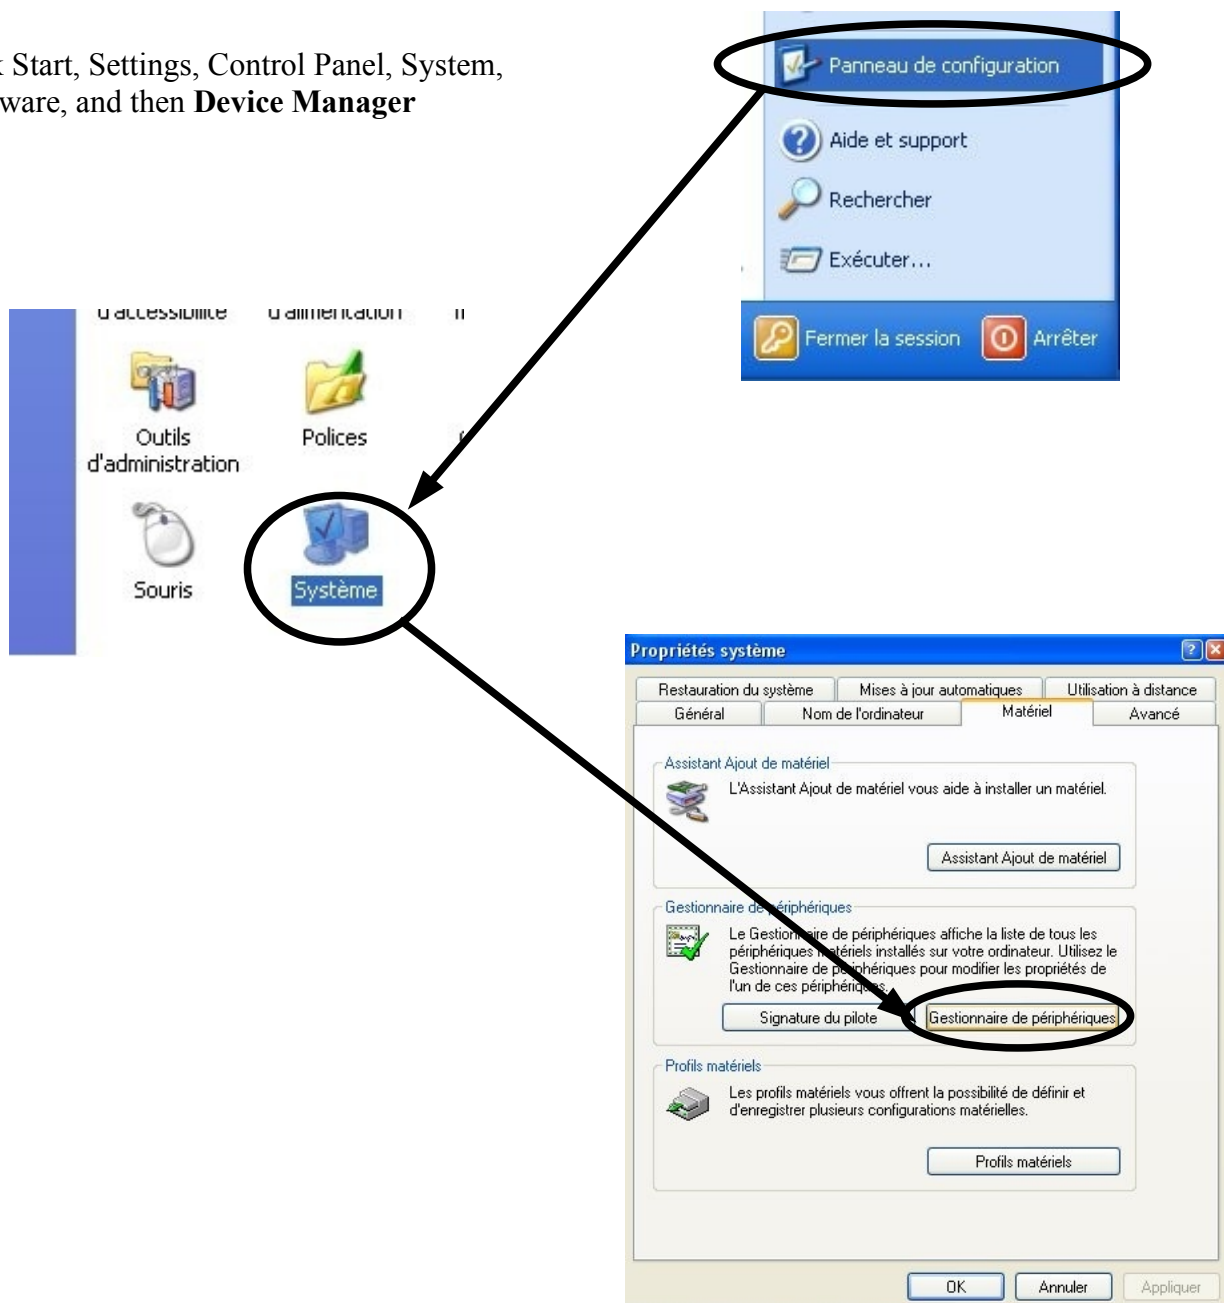 Start, Settings, Control Panel, System,
ware, and then Device Manager
Panneau de configuration
Aide et support
Rechercher
Exécuter...
Fermer la session
Arrêter
d'accessibilité
d'alimentation
Outils
d'administration
Polices
Souris
Système
Propriétés système
Restauration du système
Mises à jour automatiques
Utilisation à distance
Général
Nom de l'ordinateur
Matériel
Avancé
Assistant Ajout de matériel
L'Assistant Ajout de matériel vous aide à installer un matériel.
Assistant Ajout de matériel
Gestionnaire de périphériques
Le Gestionnaire de périphériques affiche la liste de tous les
périphériques matériels installés sur votre ordinateur. Utilisez le
Gestionnaire de périphériques pour modifier les propriétés de
l'un de ces périphériques.
Signature du pilote
Gestionnaire de périphériques
Profils matériels
Les profils matériels vous offrent la possibilité de définir et
d'enregistrer plusieurs configurations matérielles.
Profils matériels
OK
Annuler
Appliquer